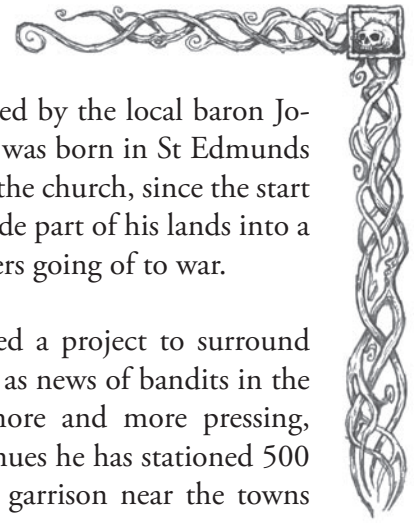 ed by the local baron Jo-
was born in St Edmunds
the church, since the start
de part of his lands into a
ers going of to war.
ed a project to surround
as news of bandits in the
nore and more pressing,
nues he has stationed 500
garrison near the towns